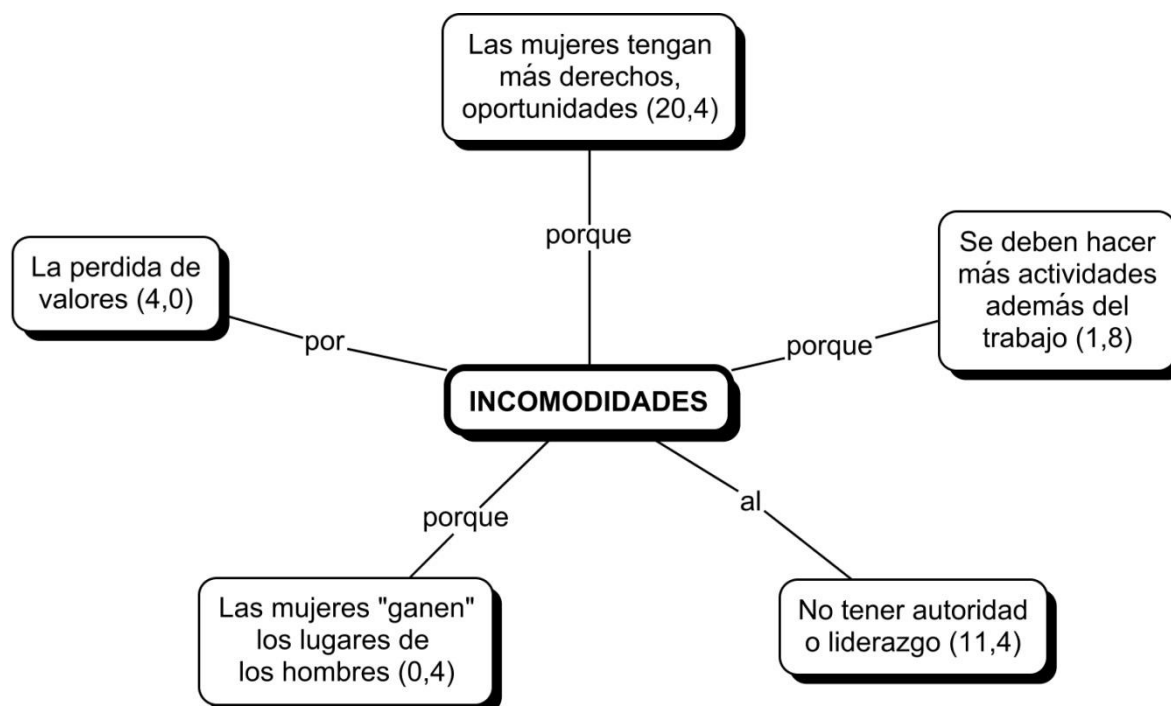 Las mujeres tengan
más derechos,
oportunidades (20,4)
porque
La perdida de
valores (4,0)
por
Se deben hacer
más actividades
además del
trabajo (1,8)
porque
INCOMODIDADES
porque
Las mujeres "ganen"
los lugares de
los hombres (0,4)
al
No tener autoridad
o liderazgo (11,4)